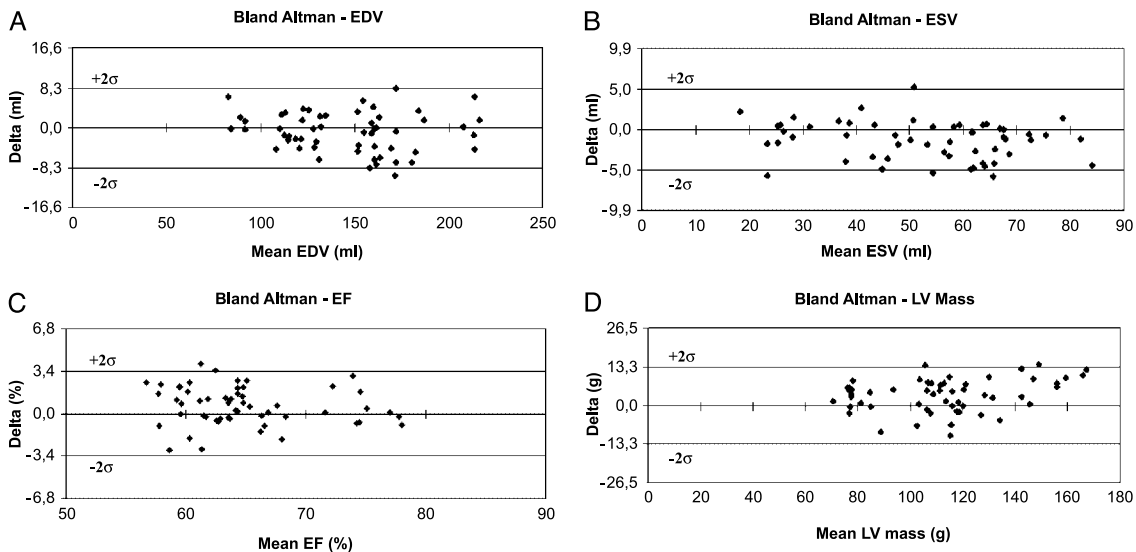 A
Bland Altman - EDV
16,6
8,3
0,0
-8,3
-16,6
+2σ
-2σ
Delta (ml)
0 50 100 150 200 250
Mean EDV (ml)
B
Bland Altman - ESV
9,9
5,0
0,0
-5,0
-9,9
+2σ
-2σ
Delta (ml)
0 10 20 30 40 50 60 70 80 90
Mean ESV (ml)
C
Bland Altman - EF
6,8
3,4
0,0
-3,4
-6,8
+2σ
-2σ
Delta (%)
50 60 70 80 90
Mean EF (%)
D
Bland Altman - LV Mass
26,5
13,3
0,0
-13,3
-26,5
+2σ
-2σ
Delta (g)
0 20 40 60 80 100 120 140 160 180
Mean LV mass (g)